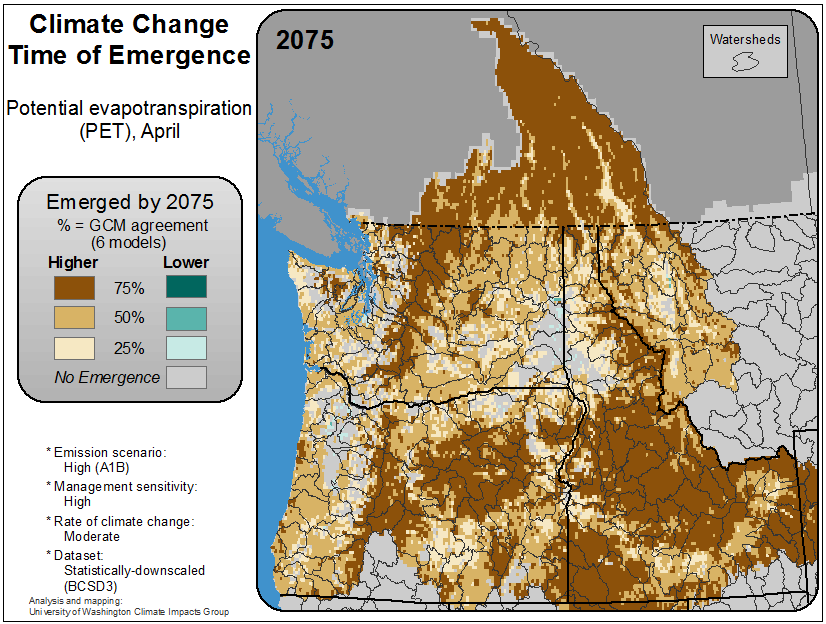 Climate Change
Time of Emergence
Potential evapotranspiration
(PET), April
Emerged by 2075
% = GCM agreement
(6 models)
Higher Lower
75%
50%
25%
No Emergence
* Emission scenario:
High (A1B)
* Management sensitivity:
High
* Rate of climate change:
Moderate
* Dataset:
Statistically-downscaled
(BCSD3)
Analysis and mapping:
University of Washington Climate Impacts Group
2075
Watersheds